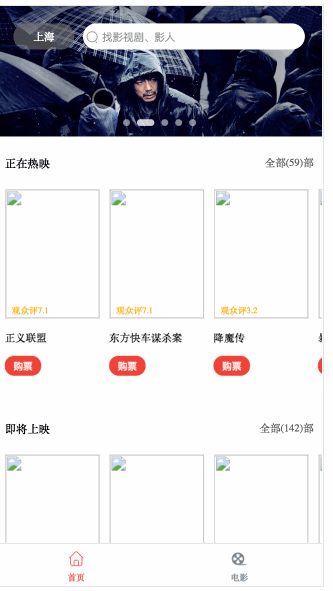 上海
找影视剧、影人
正在热映 全部(59)部
观众评7.1 观众评7.1 观众评3.2
正义联盟 东方快车谋杀案 降魔传
购票 购票 购票
即将上映 全部(142)部
首页 电影